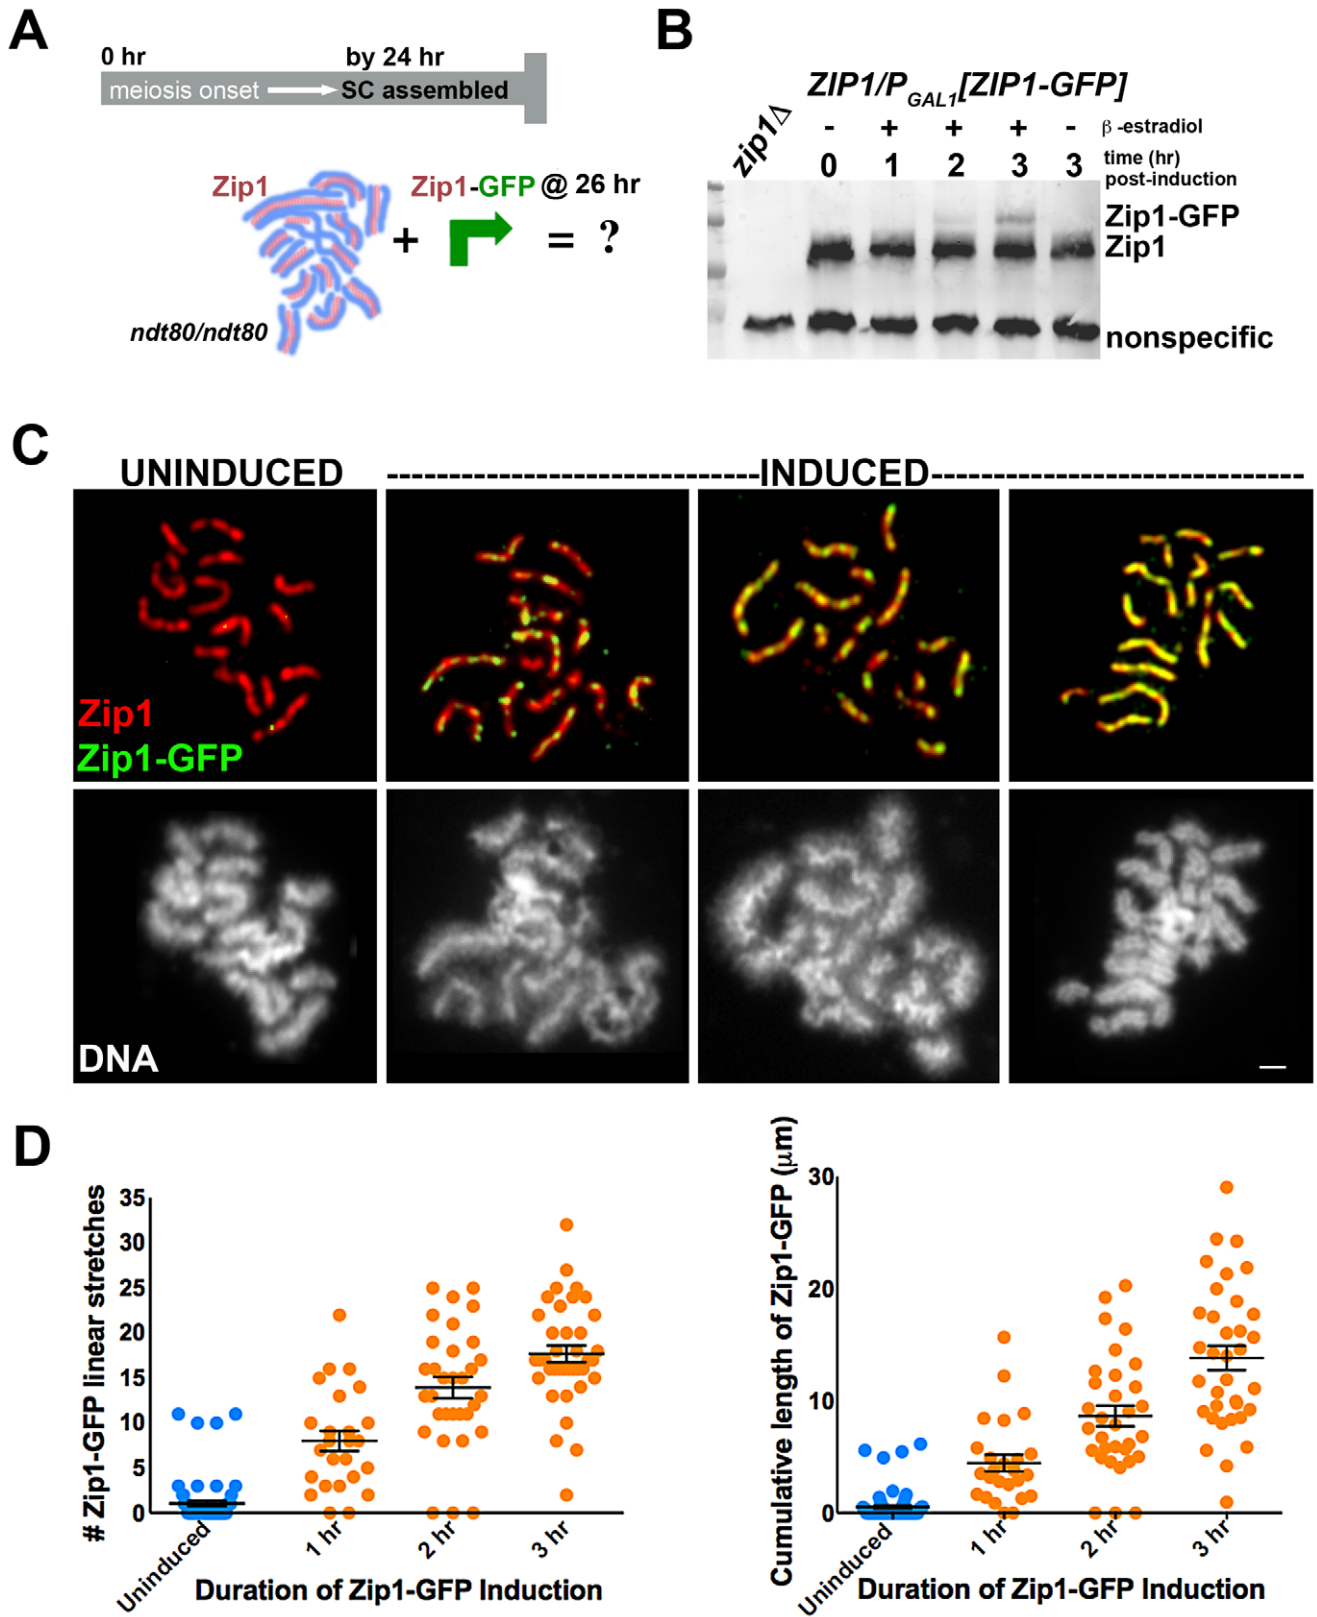 A
0 hr
by 24 hr
meiosis onset
SC assembled
Zip1
Zip1-GFP @ 26 hr
+
= ?
ndt80/ndt80
B
ZIP1/PGAL1[ZIP1-GFP]
zip1Δ
- + + + - β-estradiol
0 1 2 3 3 time (hr)
post-induction
Zip1-GFP
Zip1
nonspecific
C
UNINDUCED
INDUCED
Zip1
Zip1-GFP
DNA
D
# Zip1-GFP linear stretches
35
30
25
20
15
10
5
0
Uninduced
1 hr
2 hr
3 hr
Duration of Zip1-GFP Induction
Cumulative length of Zip1-GFP (μm)
30
20
10
0
Uninduced
1 hr
2 hr
3 hr
Duration of Zip1-GFP Induction